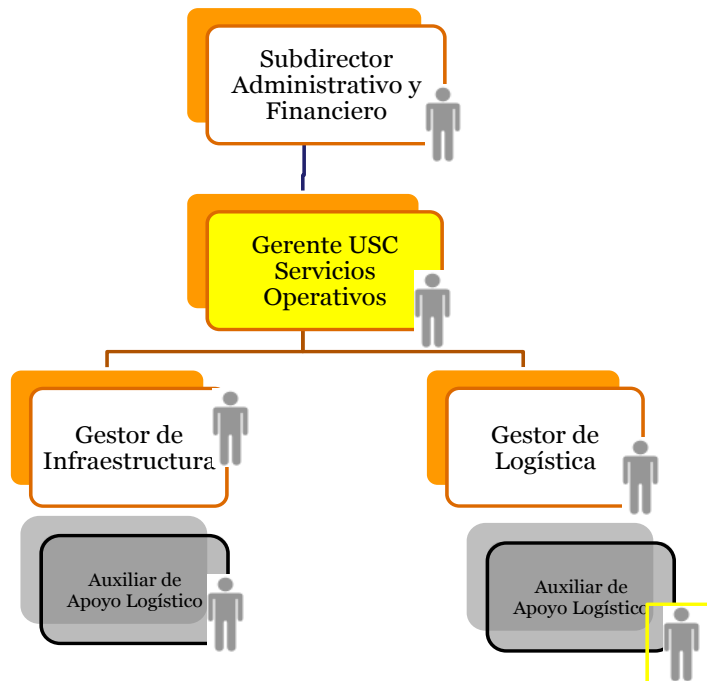 Subdirector
Administrativo y
Financiero
Gerente USC
Servicios
Operativos
Gestor de
Infraestructura
Gestor de
Logística
Auxiliar de
Apoyo Logístico
Auxiliar de
Apoyo Logístico